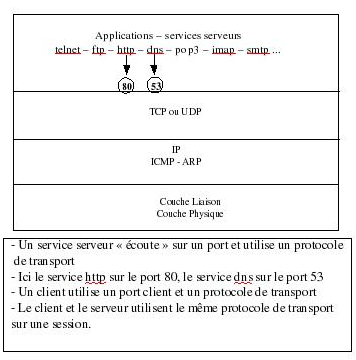 Applications – services serveurs
telnet – ftp – http – dns – pop3 – imap – smtp ...
80 53
TCP ou UDP
IP
ICMP - ARP
Couche Liaison
Couche Physique
- Un service serveur « écoute » sur un port et utilise un protocole
de transport
- Ici le service http sur le port 80, le service dns sur le port 53
- Un client utilise un port client et un protocole de transport
- Le client et le serveur utilisent le même protocole de transport
sur une session.